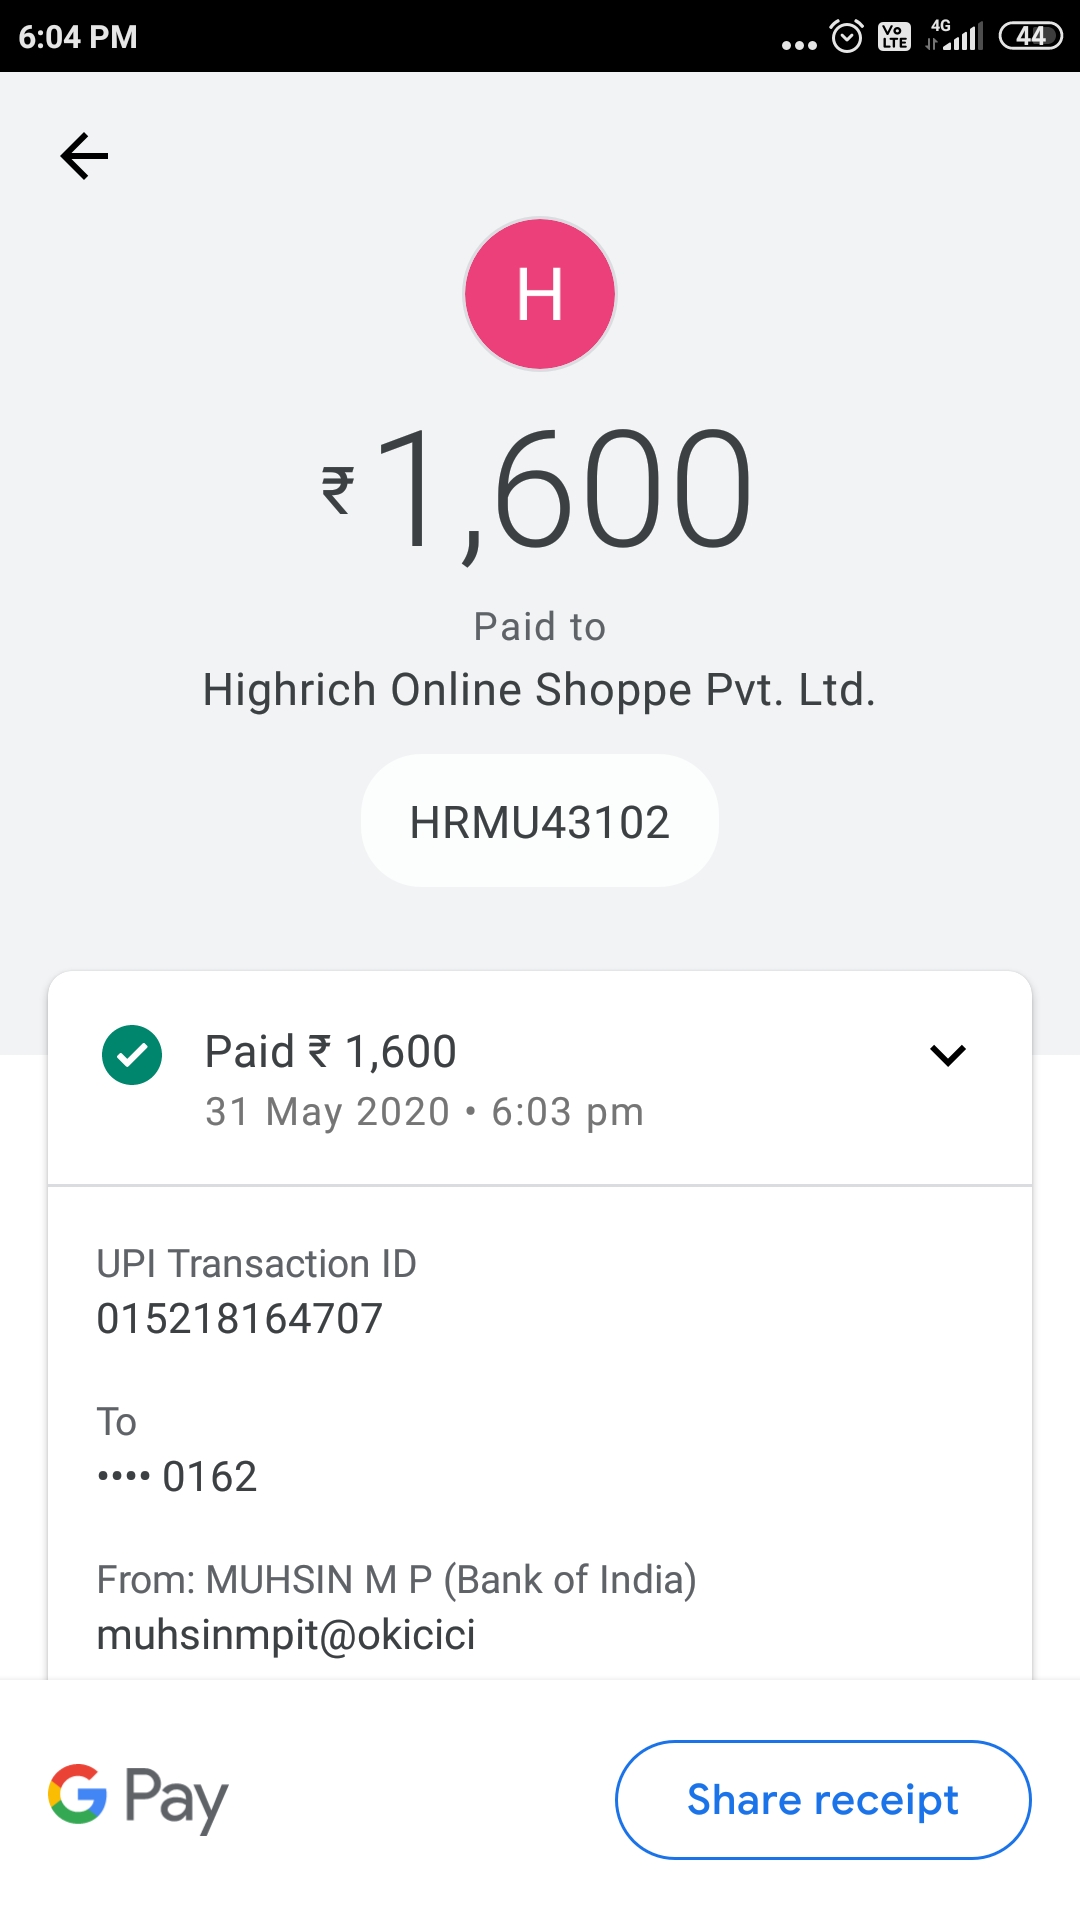 6:04 PM
Vo LTE 4G 44
H
₹1,600
Paid to
Highrich Online Shoppe Pvt. Ltd.
HRMU43102
Paid ₹ 1,600
31 May 2020 • 6:03 pm
UPI Transaction ID
015218164707
To
•••• 0162
From: MUHSIN M P (Bank of India)
muhsinmpit@okicici
G Pay
Share receipt